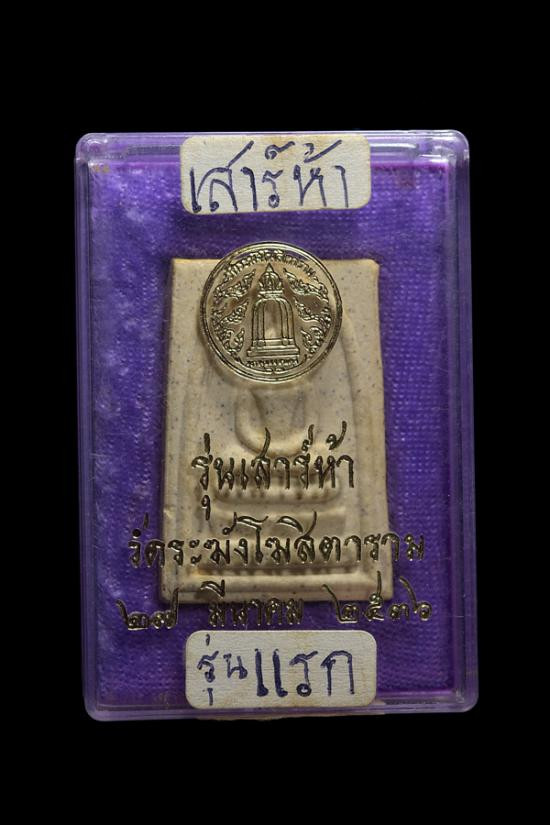 เสาร์ห้า
รุ่นเสาร์ห้า
วัดระฆังโฆสิตาราม
๒๗ มีนาคม ๒๕๓๖
รุ่นแรก